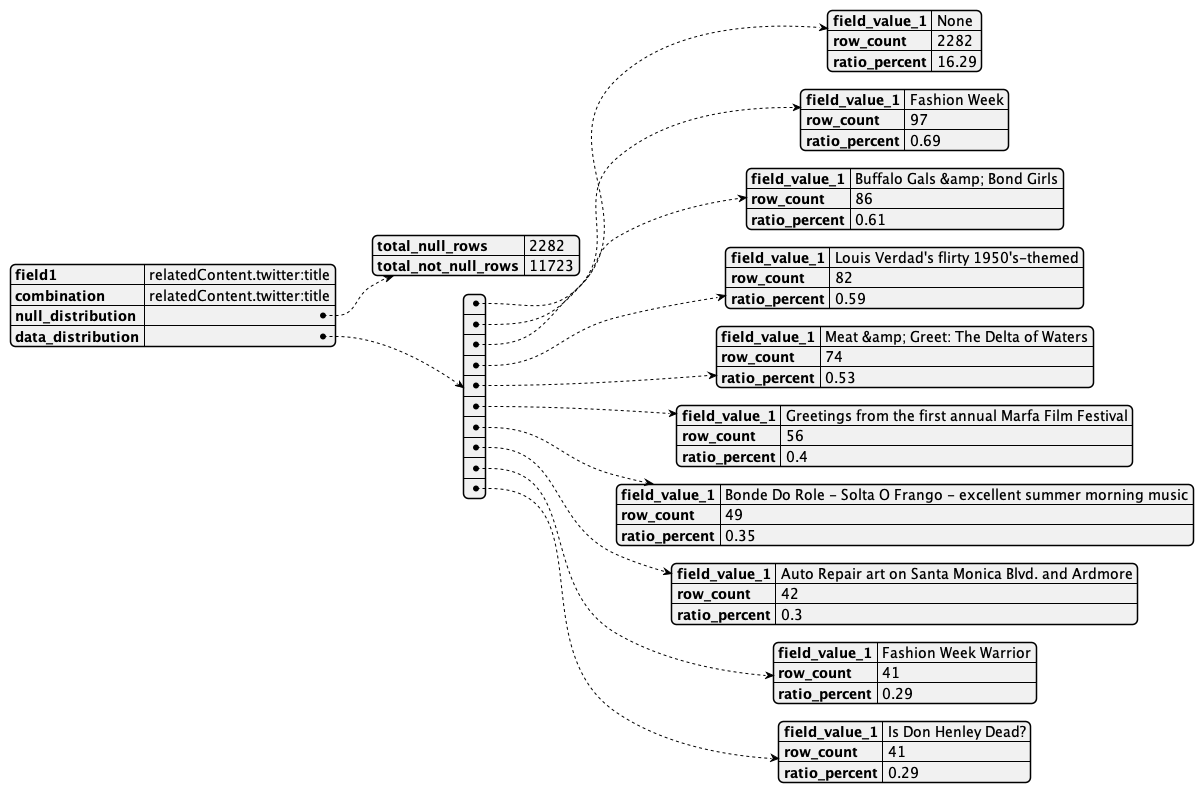 field_value_1 None
row_count 2282
ratio_percent 16.29
field_value_1 Fashion Week
row_count 97
ratio_percent 0.69
field_value_1 Buffalo Gals &amp;amp; Bond Girls
row_count 86
ratio_percent 0.61
total_null_rows 2282
total_not_null_rows 11723
field1 relatedContent.twitter:title
combination relatedContent.twitter:title
null_distribution
data_distribution
field_value_1 Louis Verdad's flirty 1950's-themed
row_count 82
ratio_percent 0.59
field_value_1 Meat &amp;amp; Greet: The Delta of Waters
row_count 74
ratio_percent 0.53
field_value_1 Greetings from the first annual Marfa Film Festival
row_count 56
ratio_percent 0.4
field_value_1 Bonde Do Role - Solta O Frango - excellent summer morning music
row_count 49
ratio_percent 0.35
field_value_1 Auto Repair art on Santa Monica Blvd. and Ardmore
row_count 42
ratio_percent 0.3
field_value_1 Fashion Week Warrior
row_count 41
ratio_percent 0.29
field_value_1 Is Don Henley Dead?
row_count 41
ratio_percent 0.29